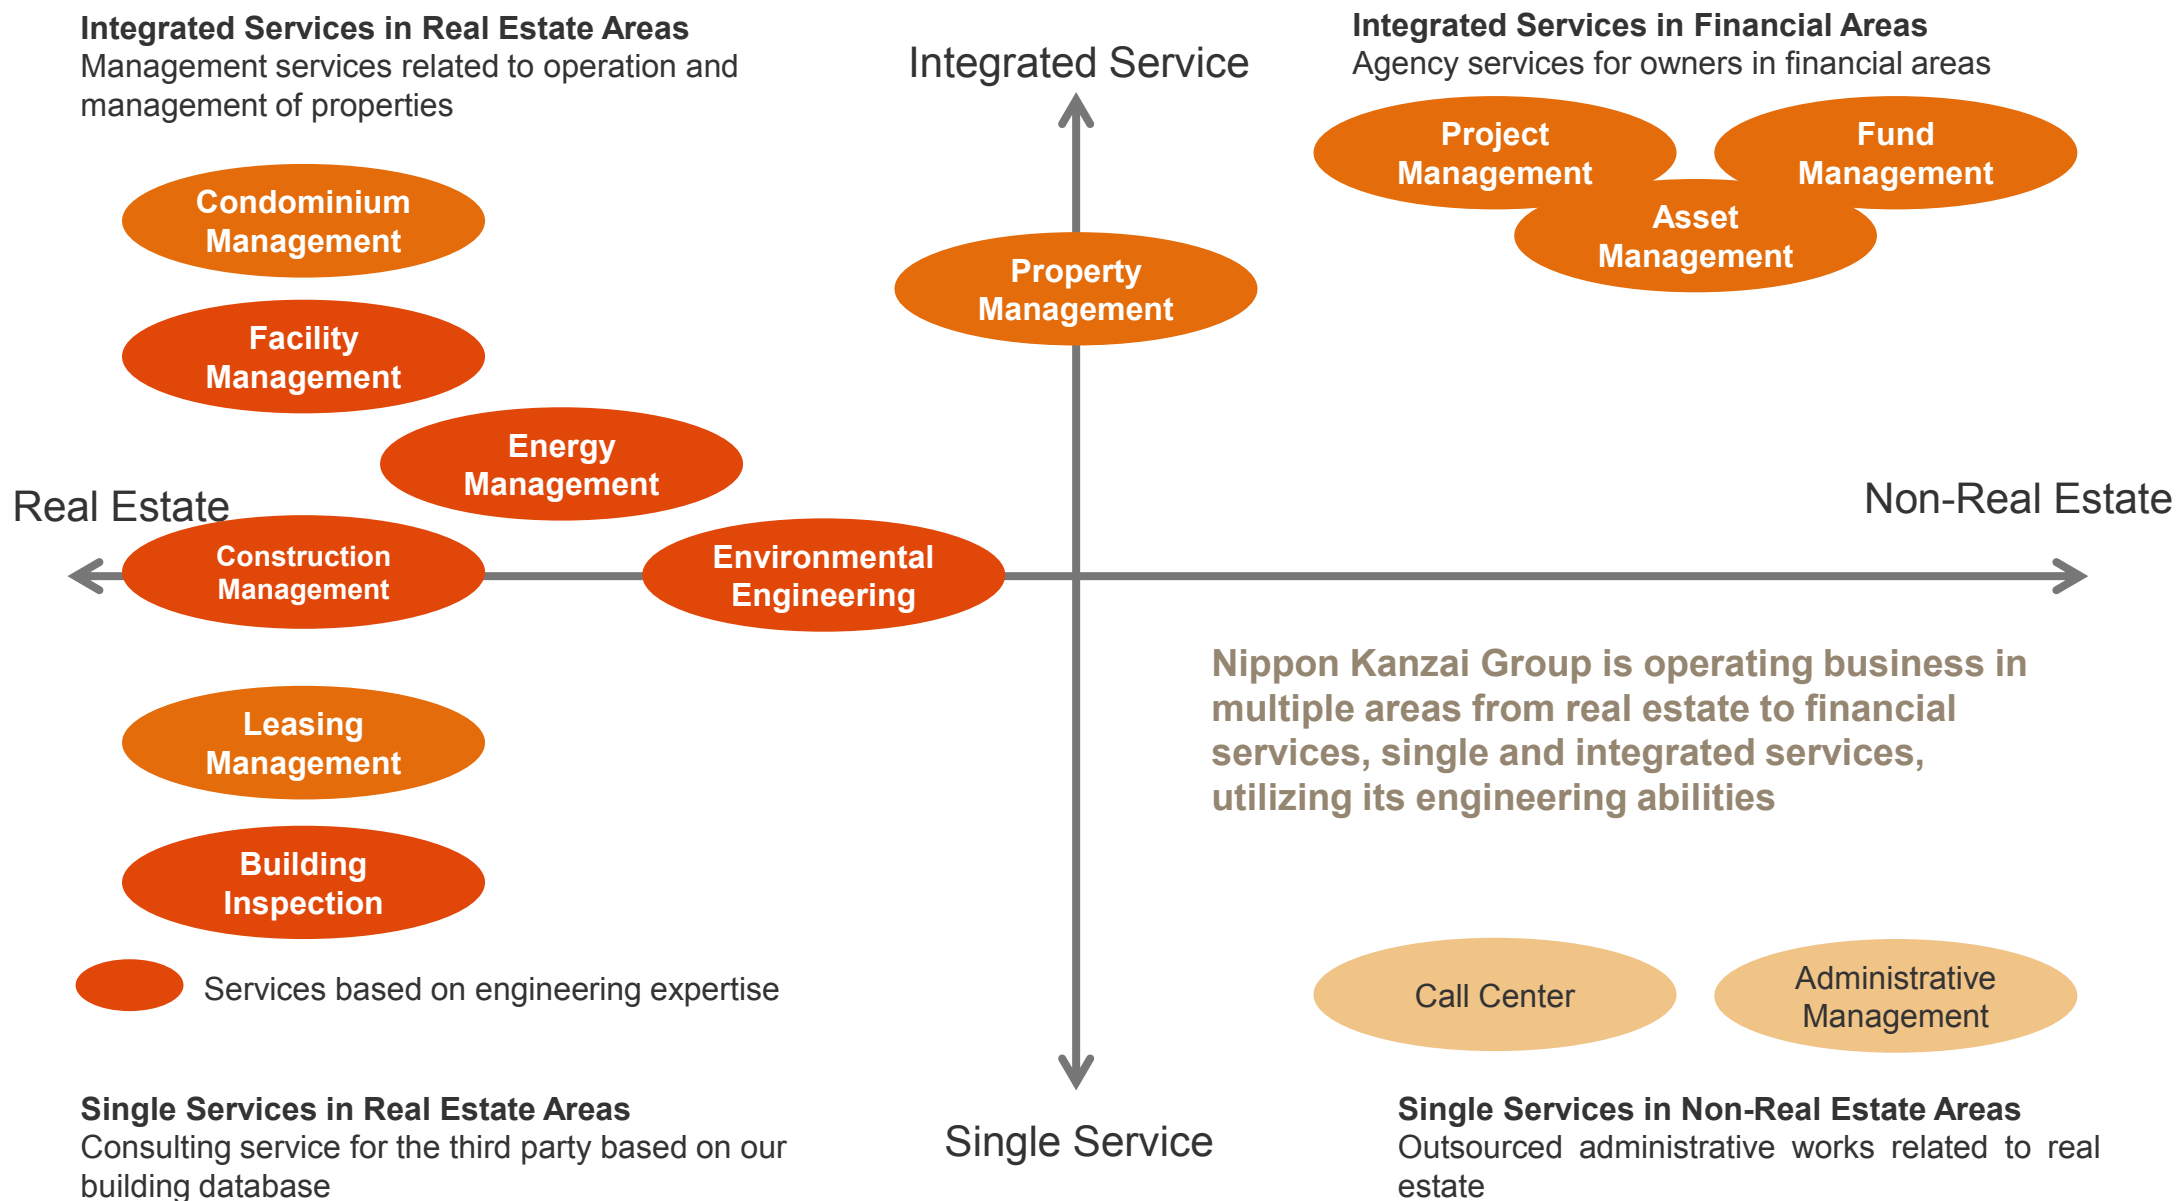 Integrated Services in Real Estate Areas
Management services related to operation and
management of properties
Integrated Service
Integrated Services in Financial Areas
Agency services for owners in financial areas
Project
Management
Fund
Management
Asset
Management
Condominium
Management
Property
Management
Facility
Management
Energy
Management
Real Estate
Non-Real Estate
Construction
Management
Environmental
Engineering
Nippon Kanzai Group is operating business in
multiple areas from real estate to financial
services, single and integrated services,
utilizing its engineering abilities
Leasing
Management
Building
Inspection
Services based on engineering expertise
Call Center
Administrative
Management
Single Services in Real Estate Areas
Consulting service for the third party based on our
building database
Single Service
Single Services in Non-Real Estate Areas
Outsourced administrative works related to real
estate